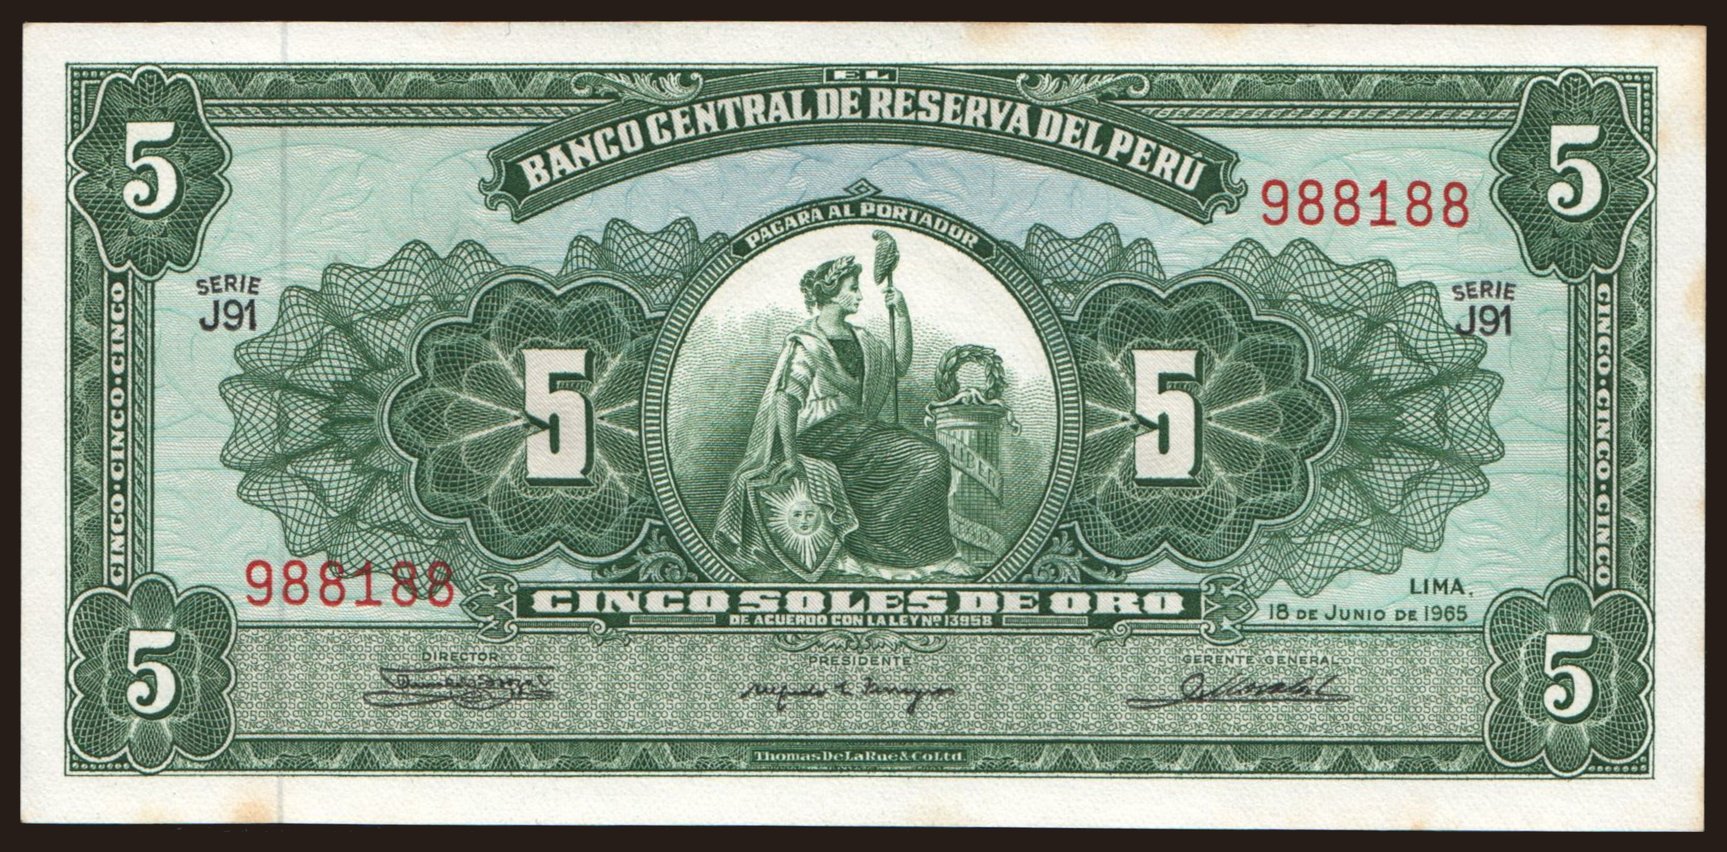 EL
BANCO CENTRAL DE RESERVA DEL PERÚ
5
5
988188
PAGARA AL PORTADOR
SERIE
J91
SERIE
J91
CINCO·CINCO·CINCO
CINCO·CINCO·CINCO
5
5
LIBER
988188
CINCO SOLES DE ORO
DE ACUERDO CON LA LEY Nº 13958
LIMA,
18 DE JUNIO DE 1965
5
5
DIRECTOR
PRESIDENTE
GERENTE GENERAL
Thomas De La Rue & Co Ltd.